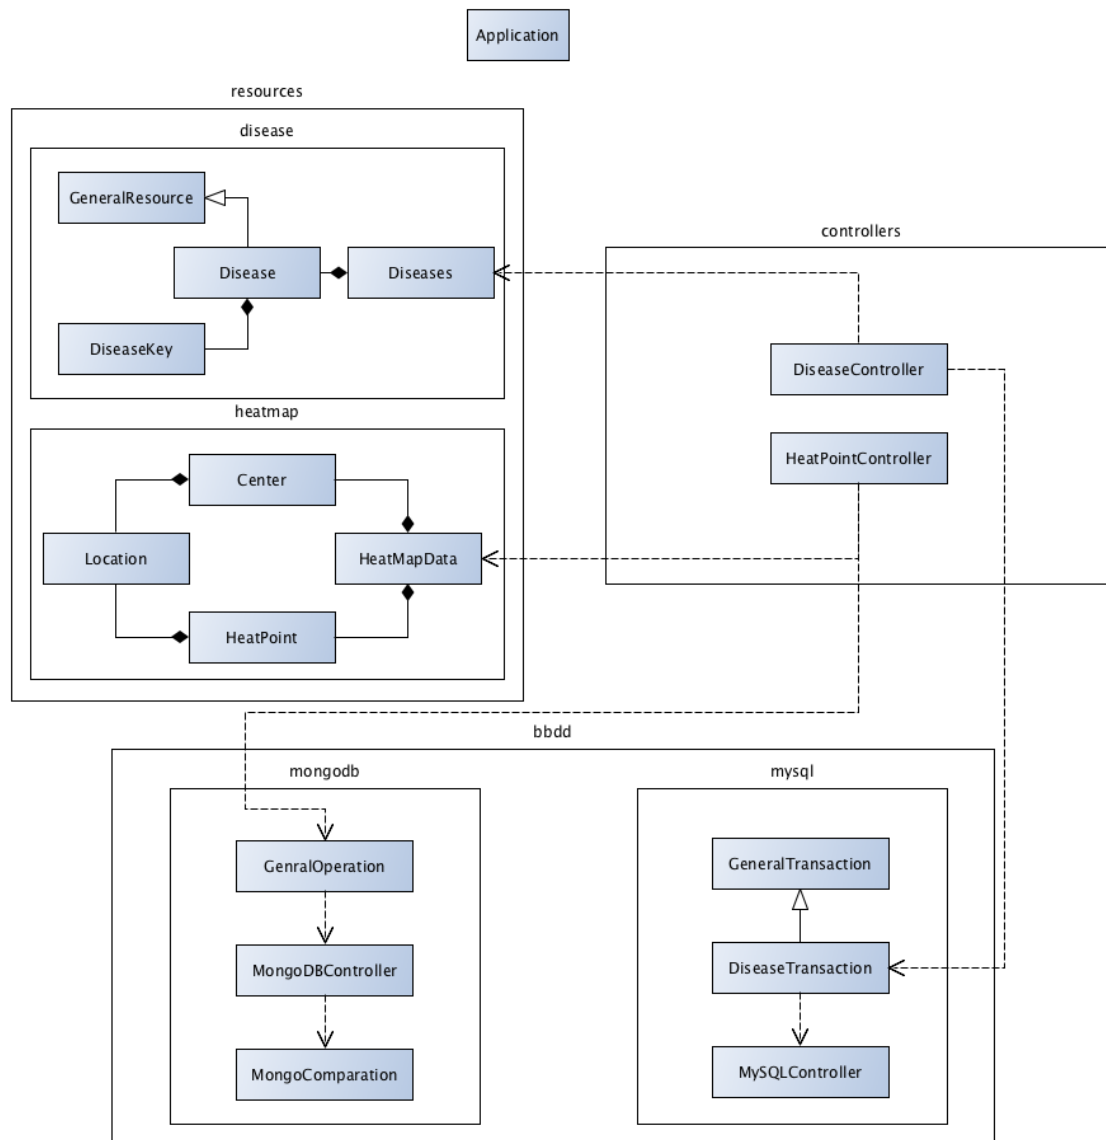 Application
resources
disease
GeneralResource
Disease
Diseases
DiseaseKey
heatmap
Center
Location
HeatMapData
HeatPoint
controllers
DiseaseController
HeatPointController
bbdd
mongodb
GenralOperation
MongoDBController
MongoComparation
mysql
GeneralTransaction
DiseaseTransaction
MySQLController